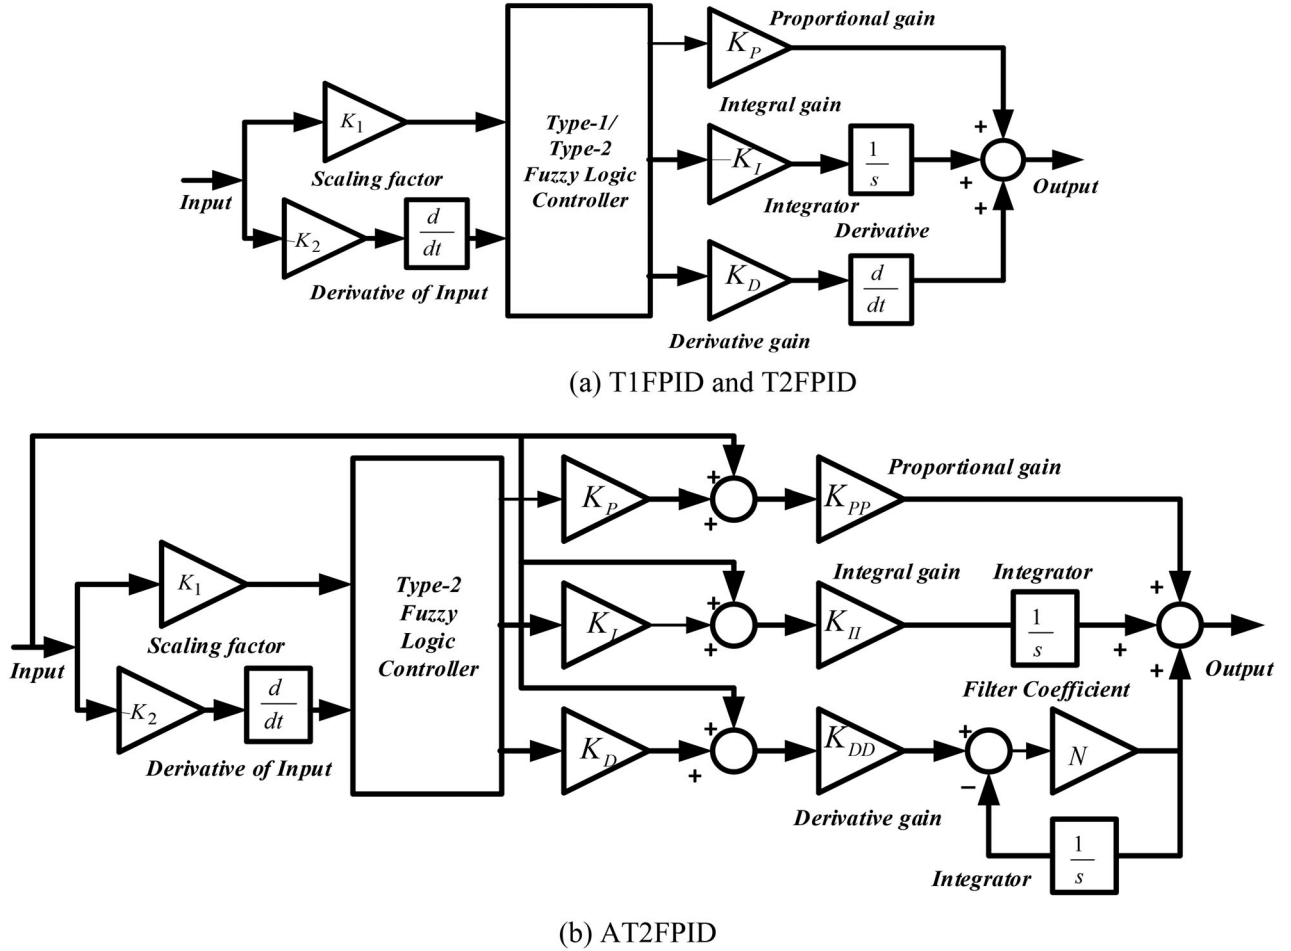 Proportional gain
K_P
Integral gain
K_1
Type-1/
Type-2
Fuzzy Logic
Controller
+
K_I
1
s
Scaling factor
Input
Integrator
+
Output
Derivative
+
K_2
d
dt
K_D
d
dt
Derivative of Input
Derivative gain
(a) T1FPID and T2FPID
Proportional gain
+
K_P
K_PP
+
Integral gain
Integrator
K_1
Type-2
Fuzzy
Logic
Controller
+
+
K_I
K_II
1
s
Scaling factor
+
+
Input
+
Output
Filter Coefficient
K_2
d
dt
+
+
K_D
K_DD
N
Derivative of Input
+
−
Derivative gain
1
s
Integrator
(b) AT2FPID